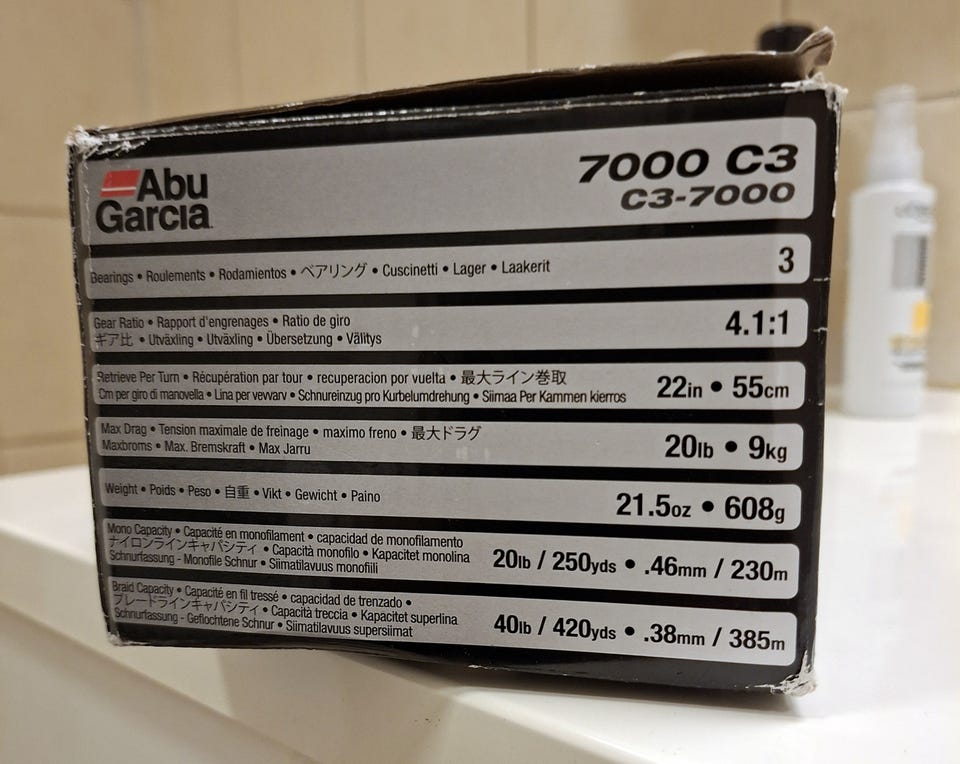 Abu
Garcia
7000 C3
C3-7000
Bearings • Roulements • Rodamientos • ベアリング • Cuscinetti • Lager • Laakerit
3
Gear Ratio • Rapport d'engrenages • Ratio de giro
ギア比 • Utväxling • Utväxling • Übersetzung • Välitys
4.1:1
Retrieve Per Turn • Récupération par tour • recuperacion por vuelta • 最大ライン巻取
Cm per giro di manovella • Lina per vevvarv • Schnureinzug pro Kurbelumdrehung • Siimaa Per Kammen kierros
22in • 55cm
Max Drag • Tension maximale de freinage • maximo freno • 最大ドラグ
Maxbroms • Max. Bremskraft • Max Jarru
20lb • 9kg
Weight • Poids • Peso • 自重 • Vikt • Gewicht • Paino
21.5oz • 608g
Mono Capacity • Capacité en monofilament • capacidad de monofilamento
ナイロンラインキャパシティ • Capacità monofilo • Kapacitet monolina
Schnurfassung - Monofile Schnur • Siimatilavuus monofiili
20lb / 250yds • .46mm / 230m
Braid Capacity • Capacité en fil tressé • capacidad de trenzado •
ブレードラインキャパシティ • Capacità treccia • Kapacitet superlina
Schnurfassung - Geflochtene Schnur • Siimatilavuus supersiimat
40lb / 420yds • .38mm / 385m